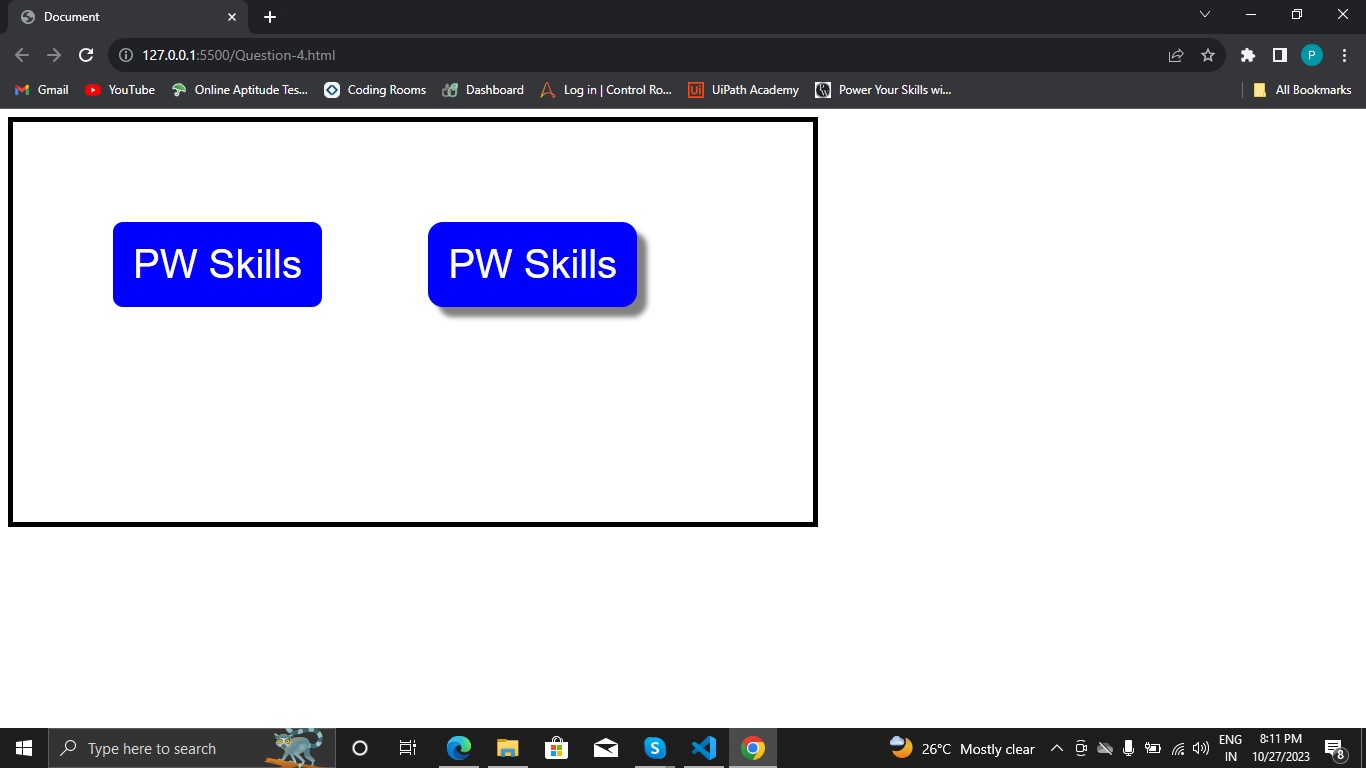 Document
127.0.0.1:5500/Question-4.html
P
Gmail YouTube Online Aptitude Tes... Coding Rooms Dashboard Log in | Control Ro... Ui UiPath Academy Power Your Skills wi... All Bookmarks
PW Skills PW Skills
Type here to search
S
26°C Mostly clear
ENG
IN
8:11 PM
10/27/2023
8